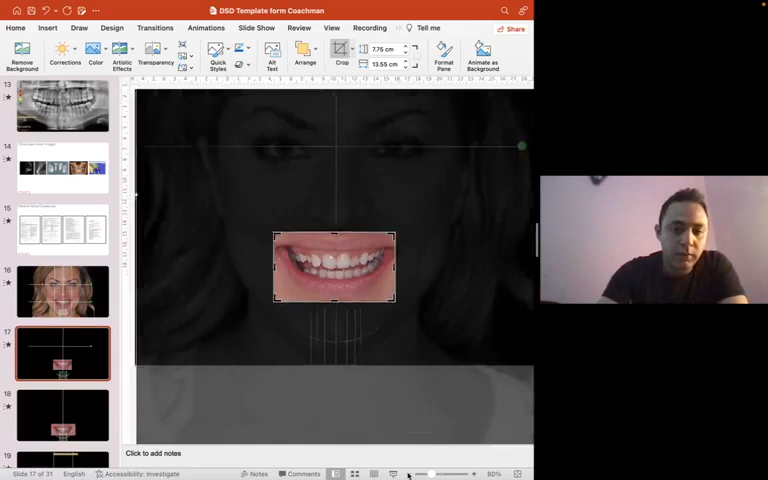 DSD Template form Coachman
Home Insert Draw Design Transitions Animations Slide Show Review View Recording Tell me Share
Remove Background
Corrections
Color
Artistic Effects
Transparency
Quick Styles
Alt Text
Arrange
Crop
7.75 cm
13.55 cm
Format Pane
Animate as Background
13
14
15
16
17
18
19
Click to add notes
Slide 17 of 31 English Accessibility: Investigate Notes Comments 60%